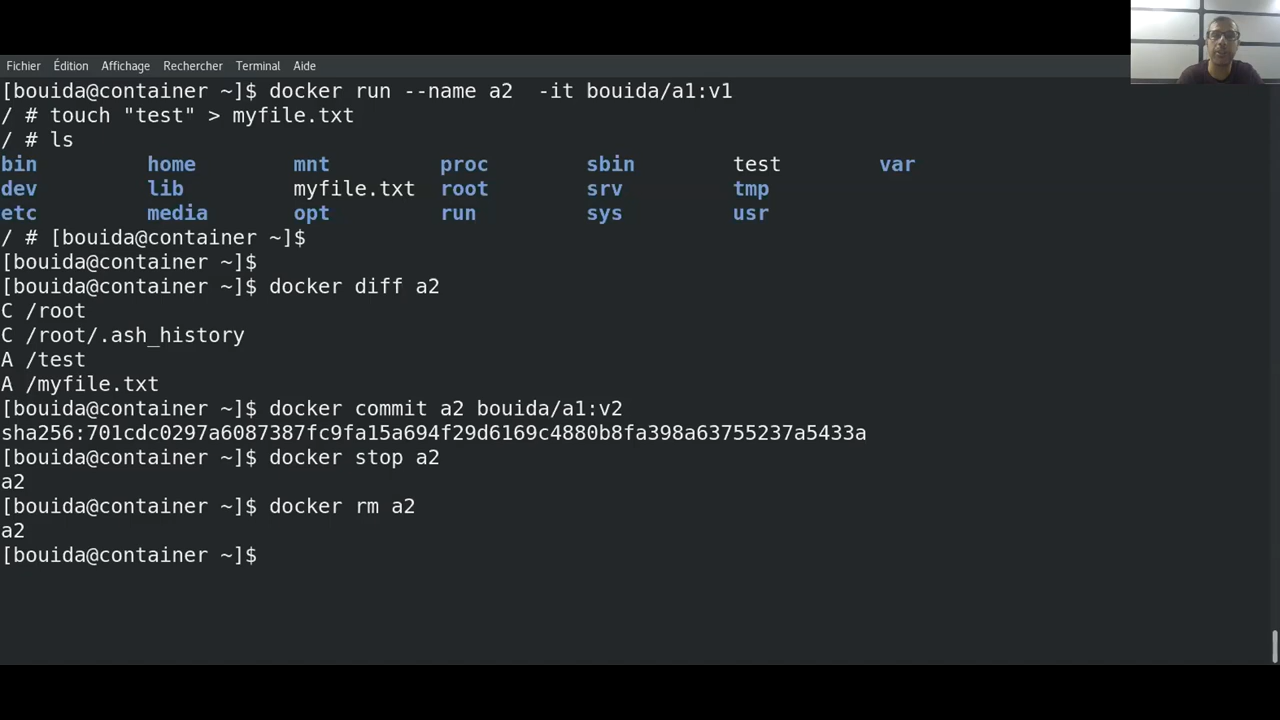 Fichier Édition Affichage Rechercher Terminal Aide
[bouida@container ~]$ docker run --name a2  -it bouida/a1:v1
/ # touch "test" > myfile.txt
/ # ls
bin home mnt proc sbin test var
dev lib myfile.txt root srv tmp
etc media opt run sys usr
/ # [bouida@container ~]$
[bouida@container ~]$
[bouida@container ~]$ docker diff a2
C /root
C /root/.ash_history
A /test
A /myfile.txt
[bouida@container ~]$ docker commit a2 bouida/a1:v2
sha256:701cdc0297a6087387fc9fa15a694f29d6169c4880b8fa398a63755237a5433a
[bouida@container ~]$ docker stop a2
a2
[bouida@container ~]$ docker rm a2
a2
[bouida@container ~]$